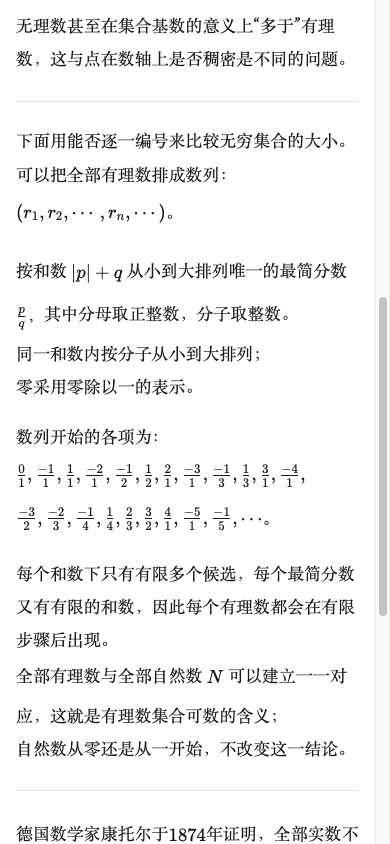 无理数甚至在集合基数的意义上“多于”有理
数，这与点在数轴上是否稠密是不同的问题。
下面用能否逐一编号来比较无穷集合的大小。
可以把全部有理数排成数列：
(r₁, r₂, ⋯ , rₙ, ⋯)。
按和数 |p| + q 从小到大排列唯一的最简分数
p/q，其中分母取正整数，分子取整数。
同一和数内按分子从小到大排列；
零采用零除以一的表示。
数列开始的各项为：
0/1, −1/1, 1/1, −2/1, −1/2, 1/2, 2/1, −3/1, −1/3, 1/3, 3/1, −4/1,
−3/2, −2/3, −1/4, 1/4, 2/3, 3/2, 4/1, −5/1, −1/5, ⋯。
每个和数下只有有限多个候选，每个最简分数
又有有限的和数，因此每个有理数都会在有限
步骤后出现。
全部有理数与全部自然数 N 可以建立一一对
应，这就是有理数集合可数的含义；
自然数从零还是从一开始，不改变这一结论。
德国数学家康托尔于1874年证明，全部实数不